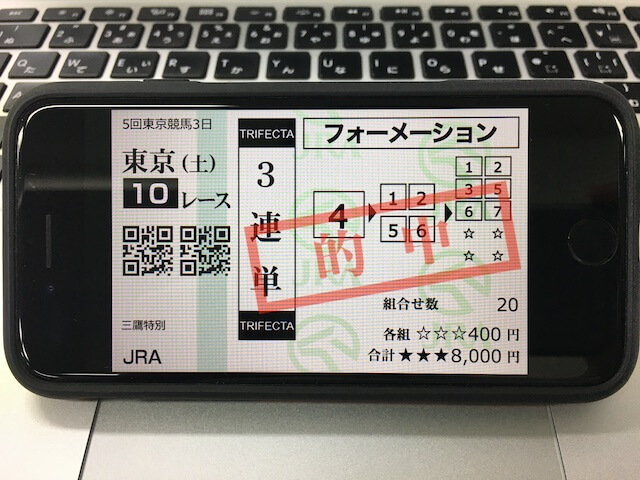 5回東京競馬3日
東京(土)
10レース
三鷹特別
JRA
TRIFECTA
3連単
TRIFECTA
フォーメーション
4
1 2
5 6
1 2
3 5
6 7
☆ ☆
☆ ☆
的中
組合せ数 20
各組 ☆☆☆400円
合計★★★8,000円